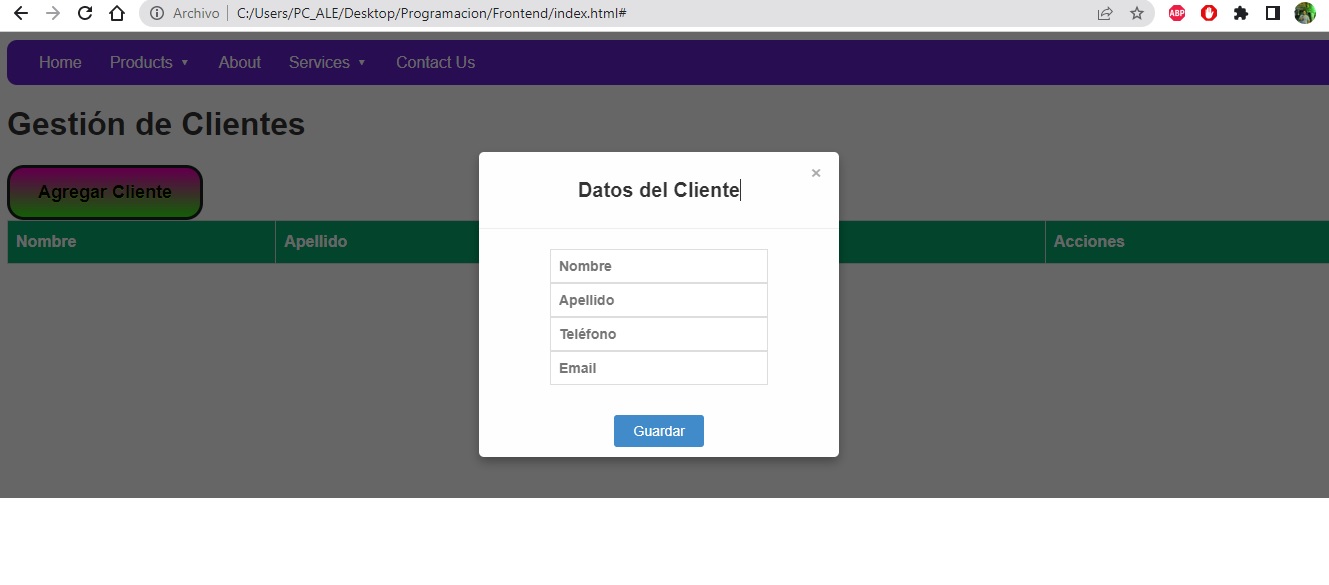 Archivo C:/Users/PC_ALE/Desktop/Programacion/Frontend/index.html#
ABP
Home Products ▼ About Services ▼ Contact Us
Gestión de Clientes
Agregar Cliente
Nombre Apellido Acciones
×
Datos del Cliente
Nombre
Apellido
Teléfono
Email
Guardar